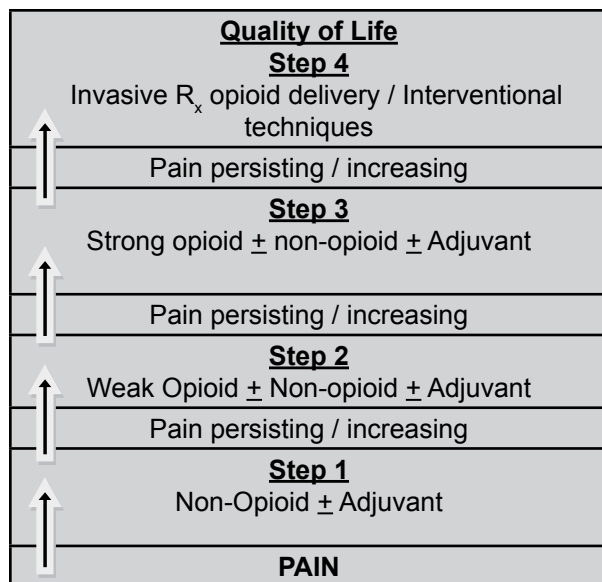 Quality of Life
Step 4
Invasive Rx opioid delivery / Interventional
techniques
Pain persisting / increasing
Step 3
Strong opioid ± non-opioid ± Adjuvant
Pain persisting / increasing
Step 2
Weak Opioid ± Non-opioid ± Adjuvant
Pain persisting / increasing
Step 1
Non-Opioid ± Adjuvant
PAIN